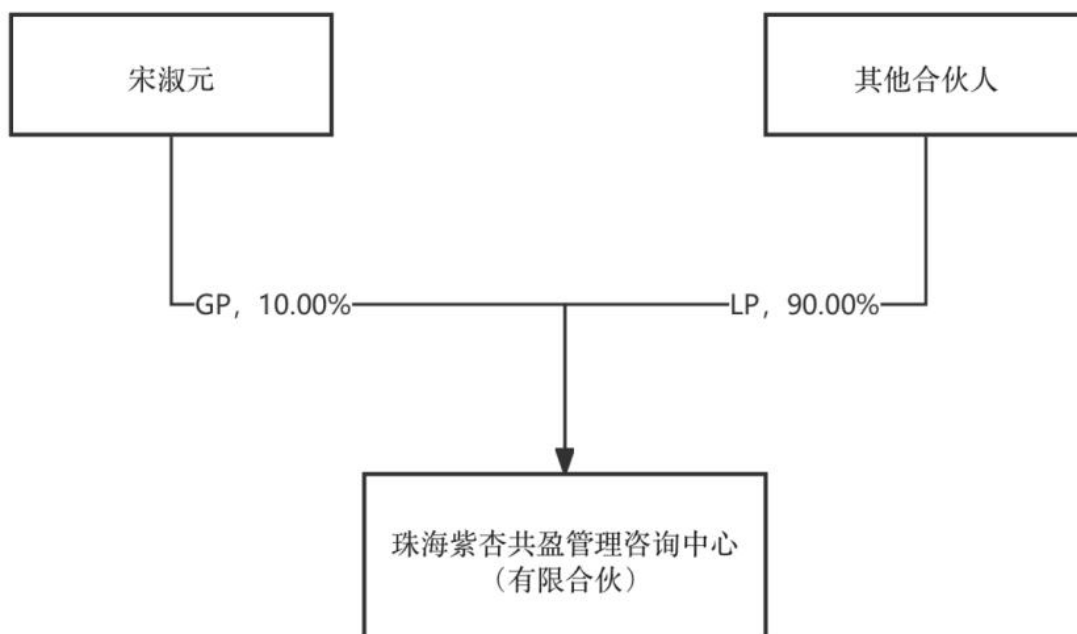 宋淑元
其他合伙人
GP，10.00%
LP，90.00%
珠海紫杏共盈管理咨询中心
（有限合伙）